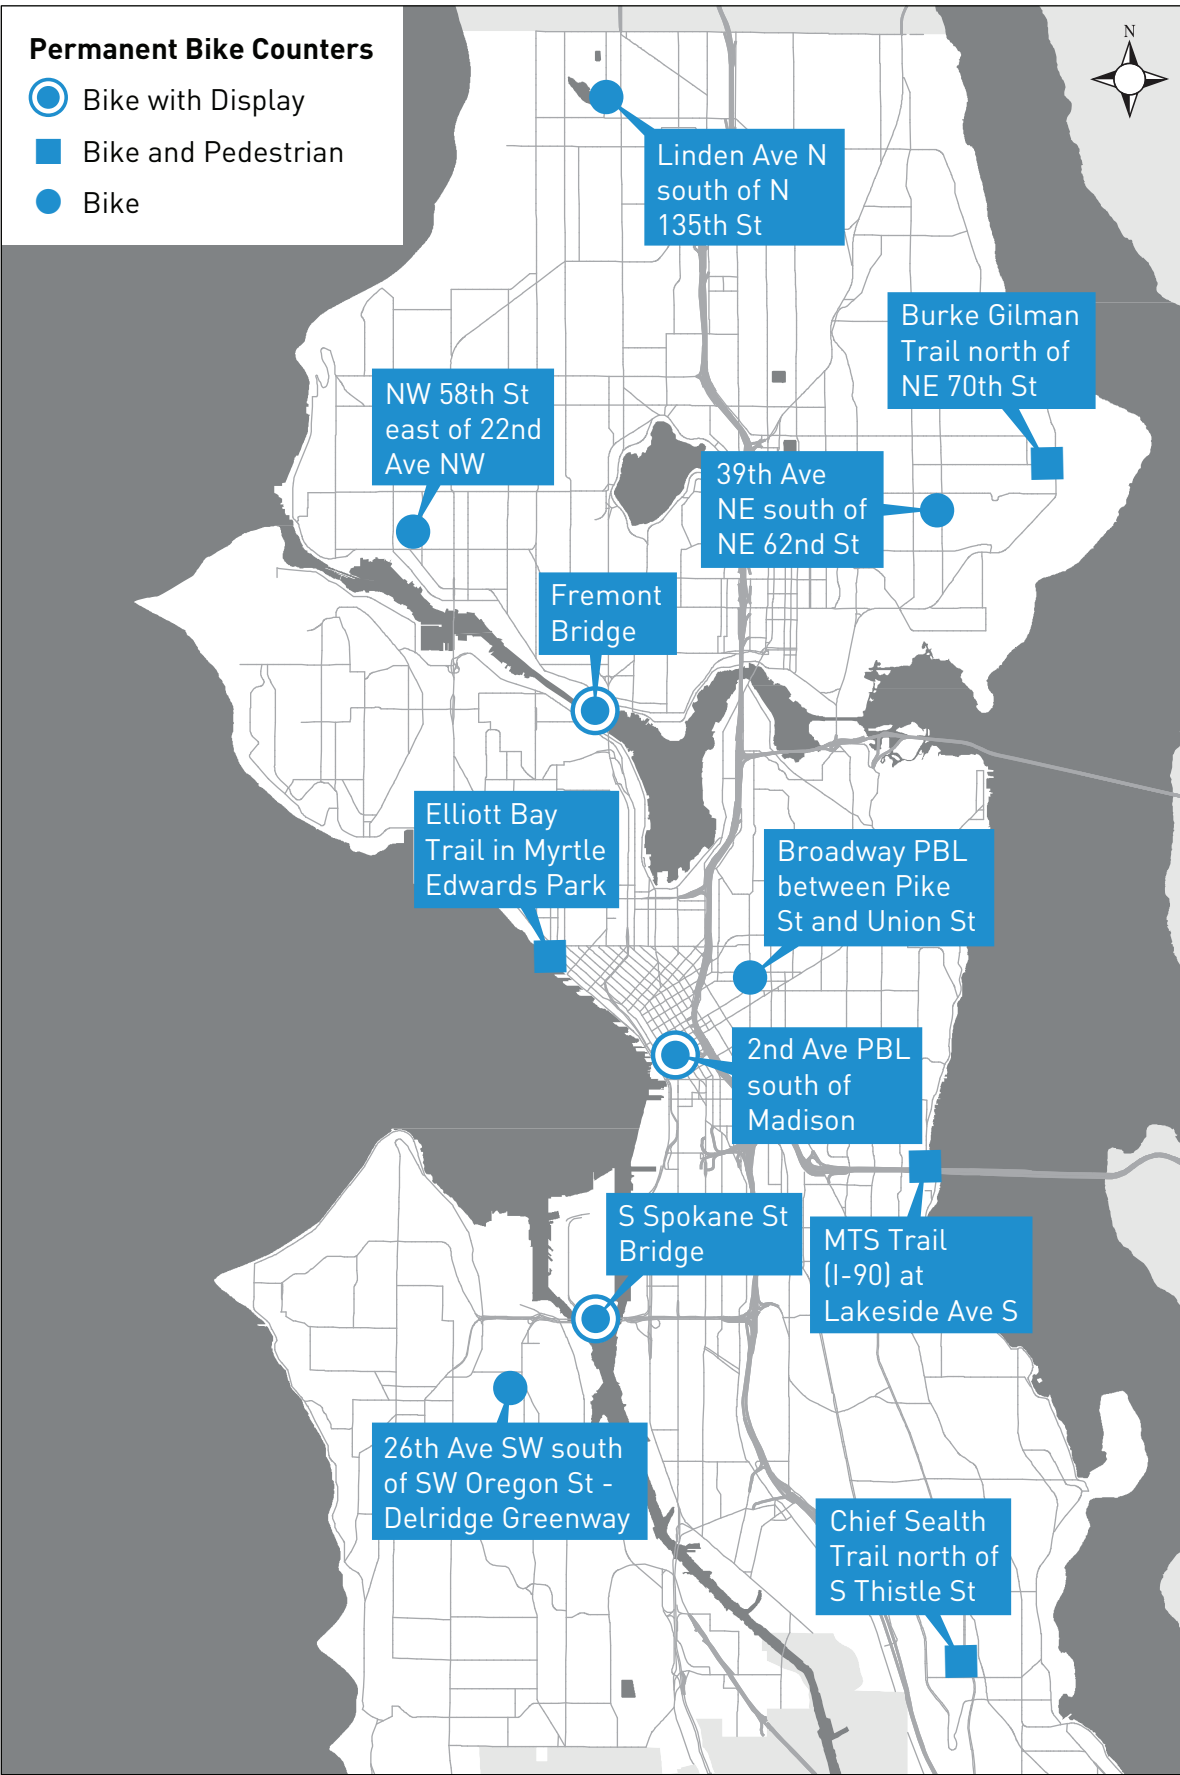 Permanent Bike Counters
Bike with Display
Bike and Pedestrian
Bike
N
Linden Ave N
south of N
135th St
Burke Gilman
Trail north of
NE 70th St
NW 58th St
east of 22nd
Ave NW
39th Ave
NE south of
NE 62nd St
Fremont
Bridge
Elliott Bay
Trail in Myrtle
Edwards Park
Broadway PBL
between Pike
St and Union St
2nd Ave PBL
south of
Madison
S Spokane St
Bridge
MTS Trail
(I-90) at
Lakeside Ave S
26th Ave SW south
of SW Oregon St -
Delridge Greenway
Chief Sealth
Trail north of
S Thistle St